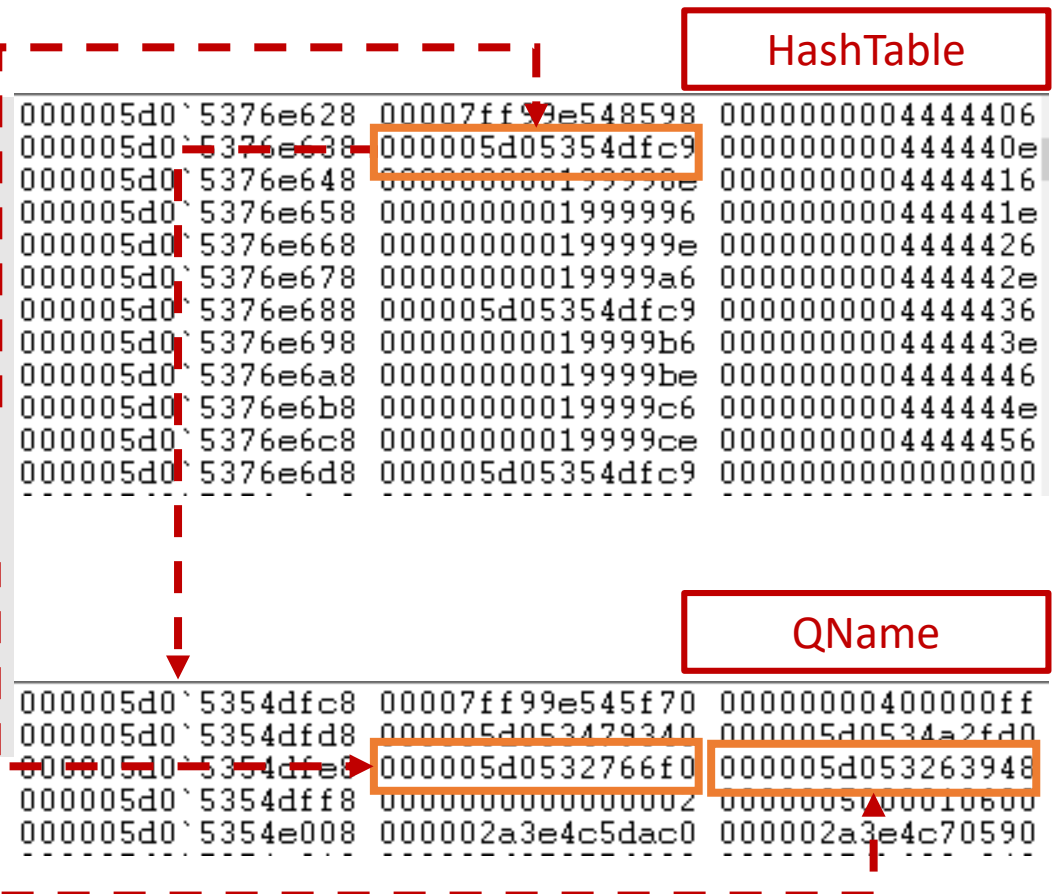 HashTable
000005d0`5376e628 00007ff99e548598 0000000004444406
000005d0`5376e638 000005d05354dfc9 000000000444440e
000005d0`5376e648 000000000199998e 0000000004444416
000005d0`5376e658 0000000001999996 000000000444441e
000005d0`5376e668 000000000199999e 0000000004444426
000005d0`5376e678 00000000019999a6 000000000444442e
000005d0`5376e688 000005d05354dfc9 0000000004444436
000005d0`5376e698 00000000019999b6 000000000444443e
000005d0`5376e6a8 00000000019999be 0000000004444446
000005d0`5376e6b8 00000000019999c6 000000000444444e
000005d0`5376e6c8 00000000019999ce 0000000004444456
000005d0`5376e6d8 000005d05354dfc9 0000000000000000
QName
000005d0`5354dfc8 00007ff99e545f70 00000000400000ff
000005d0`5354dfd8 000005d053479340 000005d0534a2fd0
000005d0`5354dfe8 000005d0532766f0 000005d053263948
000005d0`5354dff8 0000000000000002
000005d0`5354e008 000002a3e4c5dac0 000002a3e4c70590